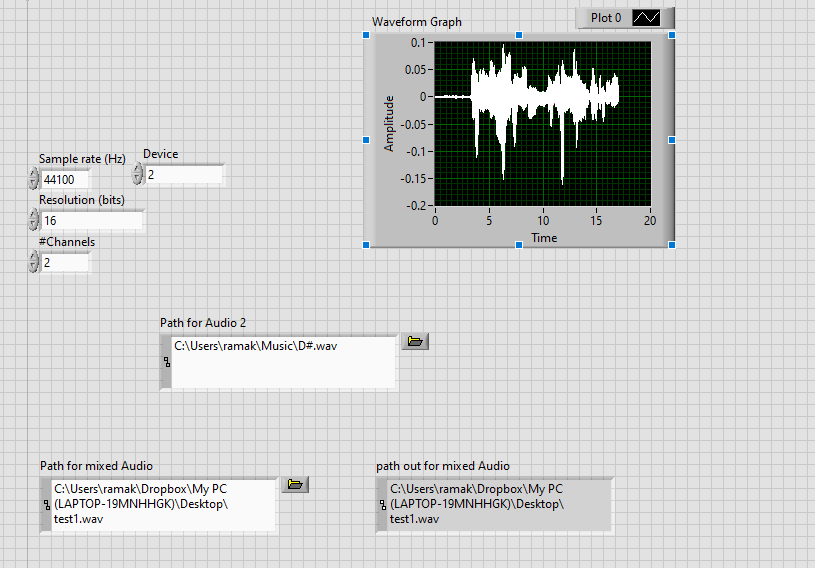 Waveform Graph
Plot 0
0.1
0.05
0
-0.05
-0.1
-0.15
-0.2
Amplitude
0
5
10
15
20
Time
Sample rate (Hz)
44100
Device
2
Resolution (bits)
16
#Channels
2
Path for Audio 2
C:\Users\ramak\Music\D#.wav
Path for mixed Audio
C:\Users\ramak\Dropbox\My PC
(LAPTOP-19MNHHGK)\Desktop\
test1.wav
path out for mixed Audio
C:\Users\ramak\Dropbox\My PC
(LAPTOP-19MNHHGK)\Desktop\
test1.wav